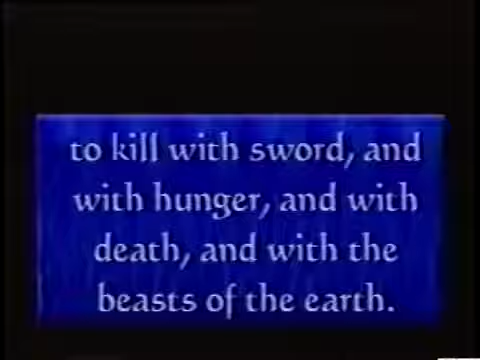 to kill with sword, and
with hunger, and with
death, and with the
beasts of the earth.